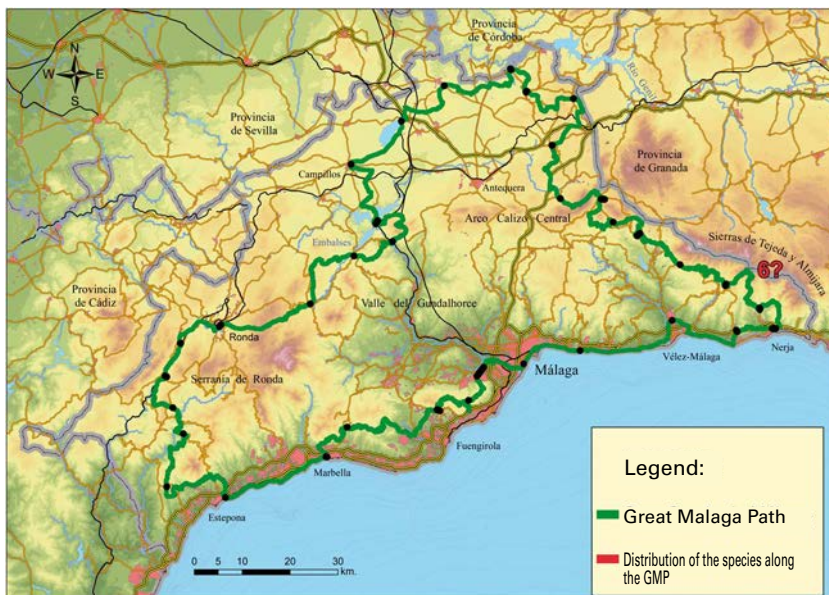 Provincia
de Córdoba
Río Genil
N
W E
S
Provincia
de Sevilla
Provincia
de Granada
Campillos
Antequera
Arco Calizo Central
Sierras de Tejeda y Almijara
6?
Embalses
Provincia
de Cádiz
Valle del Guadalhorce
Ronda
Nerja
Vélez-Málaga
Málaga
Serranía de Ronda
Fuengirola
Marbella
Estepona
0 5 10 20 30
km.
Legend:
Great Malaga Path
Distribution of the species along
the GMP